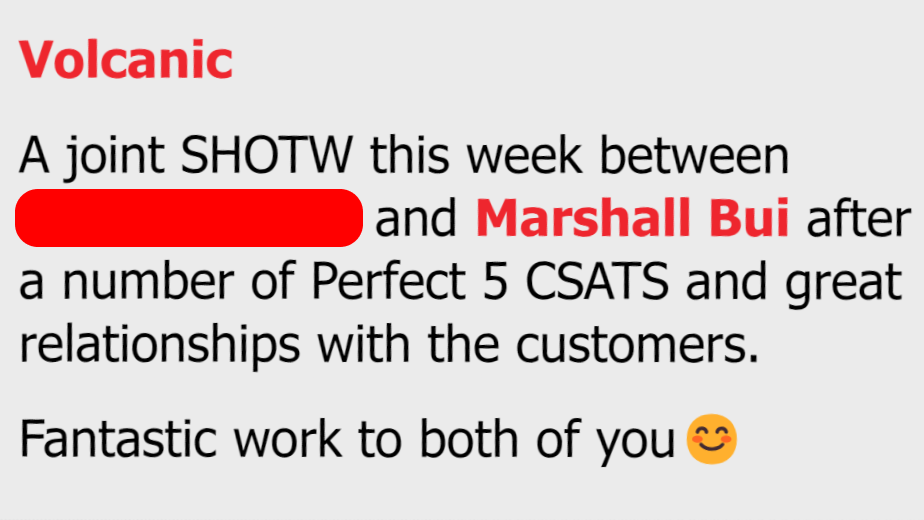 Volcanic
A joint SHOTW this week between
and Marshall Bui after
a number of Perfect 5 CSATS and great
relationships with the customers.
Fantastic work to both of you😊